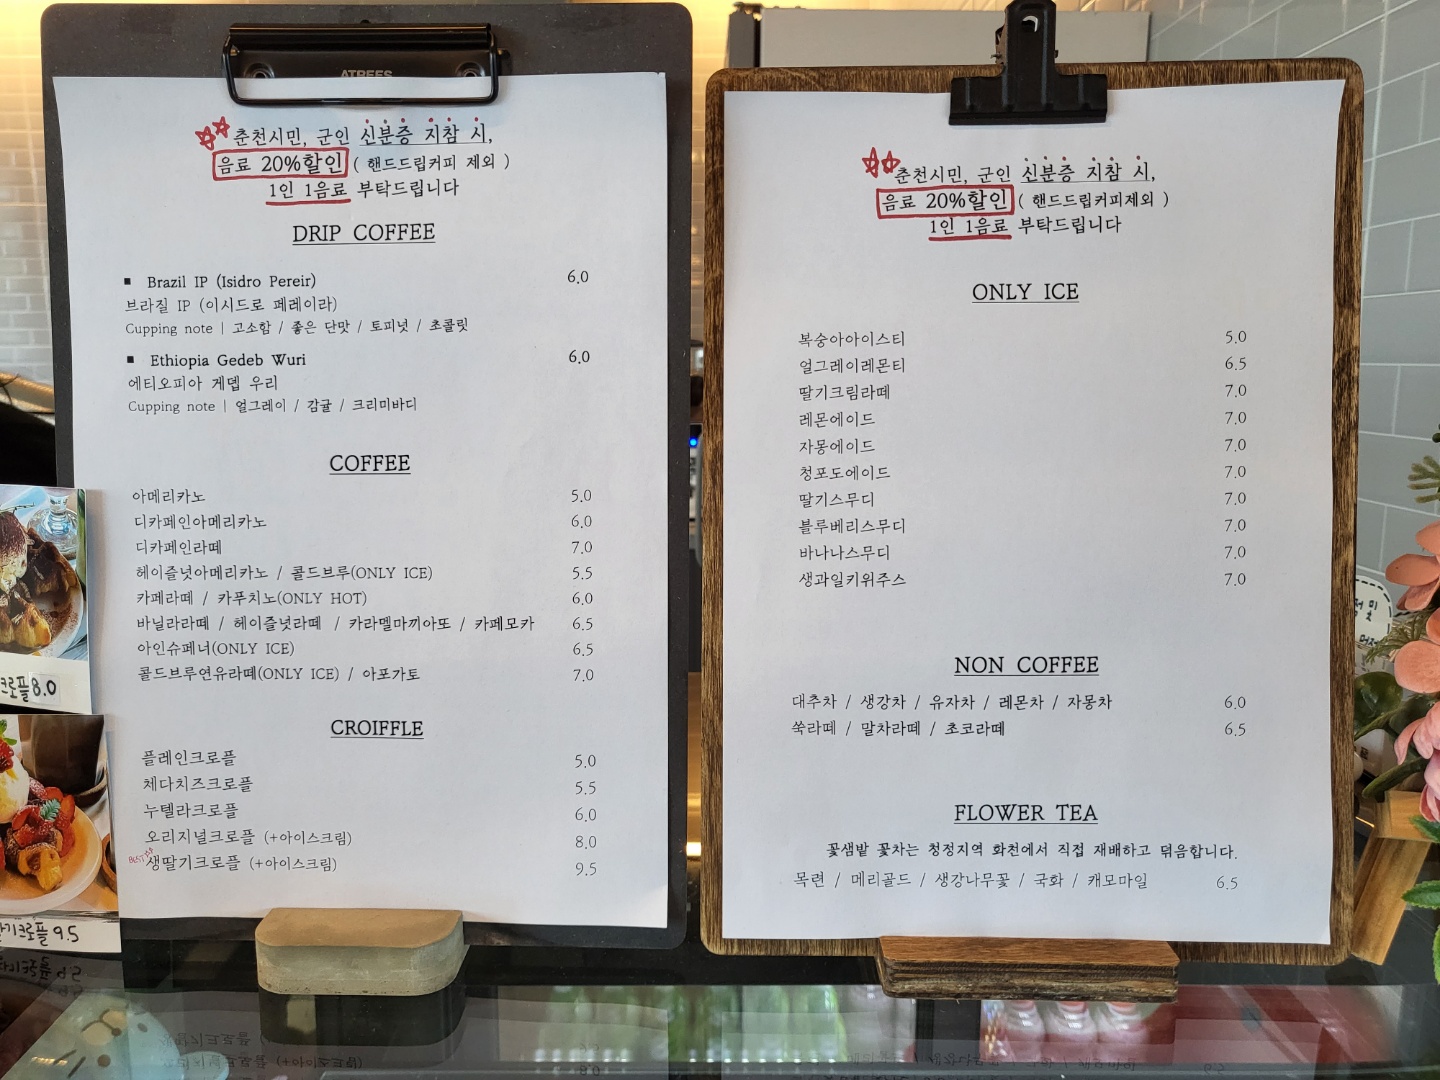 ATREES
춘천시민, 군인 신분증 지참 시,
음료 20%할인 ( 핸드드립커피 제외 )
1인 1음료 부탁드립니다
DRIP COFFEE
■ Brazil IP (Isidro Pereir) 6.0
브라질 IP (이시드로 페레이라)
Cupping note | 고소함 / 좋은 단맛 / 토피넛 / 초콜릿
■ Ethiopia Gedeb Wuri 6.0
에티오피아 게뎁 우리
Cupping note | 얼그레이 / 감귤 / 크리미바디
COFFEE
아메리카노 5.0
디카페인아메리카노 6.0
디카페인라떼 7.0
헤이즐넛아메리카노 / 콜드브루(ONLY ICE) 5.5
카페라떼 / 카푸치노(ONLY HOT) 6.0
바닐라라떼 / 헤이즐넛라떼 / 카라멜마끼아또 / 카페모카 6.5
아인슈페너(ONLY ICE) 6.5
콜드브루연유라떼(ONLY ICE) / 아포가토 7.0
CROIFFLE
플레인크로플 5.0
체다치즈크로플 5.5
누텔라크로플 6.0
오리지널크로플 (+아이스크림) 8.0
BEST 생딸기크로플 (+아이스크림) 9.5
크로플 8.0
기크로플 9.5
춘천시민, 군인 신분증 지참 시,
음료 20%할인 ( 핸드드립커피제외 )
1인 1음료 부탁드립니다
ONLY ICE
복숭아아이스티 5.0
얼그레이레몬티 6.5
딸기크림라떼 7.0
레몬에이드 7.0
자몽에이드 7.0
청포도에이드 7.0
딸기스무디 7.0
블루베리스무디 7.0
바나나스무디 7.0
생과일키위주스 7.0
NON COFFEE
대추차 / 생강차 / 유자차 / 레몬차 / 자몽차 6.0
쑥라떼 / 말차라떼 / 초코라떼 6.5
FLOWER TEA
꽃샘밭 꽃차는 청정지역 화천에서 직접 재배하고 덖음합니다.
목련 / 메리골드 / 생강나무꽃 / 국화 / 캐모마일 6.5